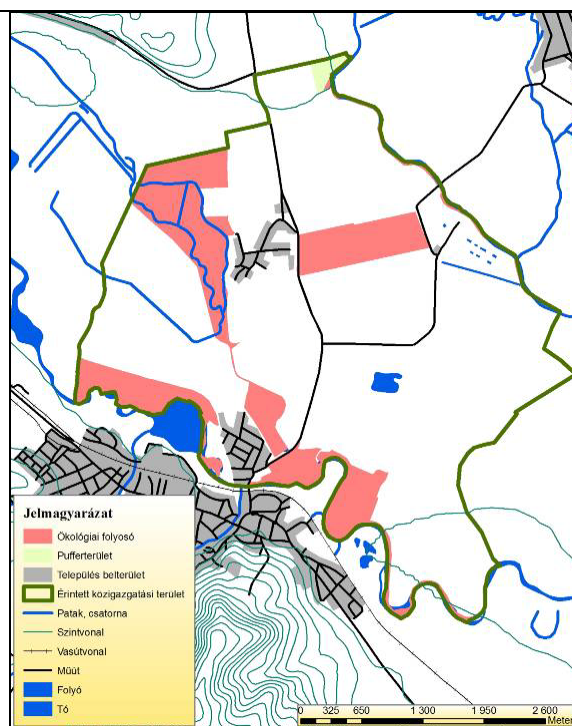 Jelmagyarázat
Ökológiai folyosó
Pufferterület
Település belterület
Érintett közigazgatási terület
Patak, csatorna
Szintvonal
Vasútvonal
Műút
Folyó
Tó
0 325 650 1 300 1 950 2 600
Meter